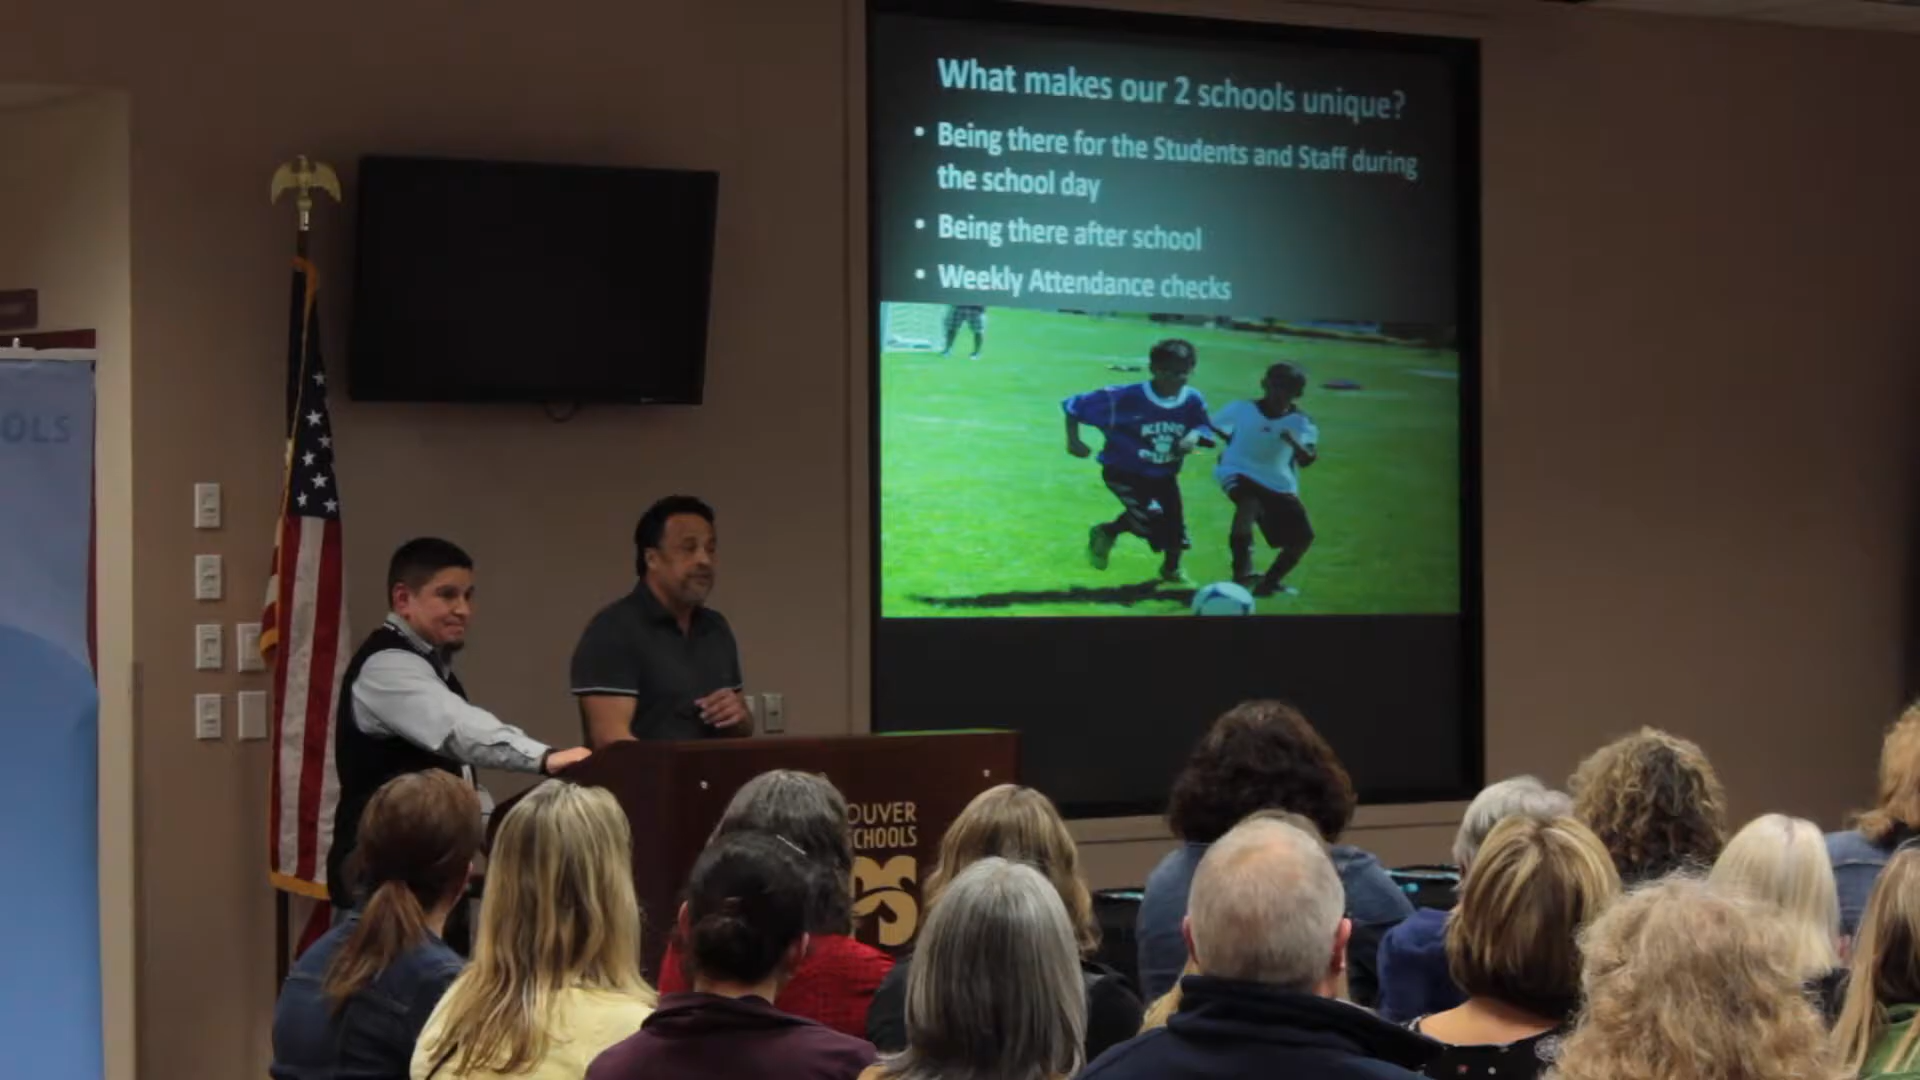 What makes our 2 schools unique?
• Being there for the Students and Staff during
the school day
• Being there after school
• Weekly Attendance checks
KING
OLS
OUVER
SCHOOLS